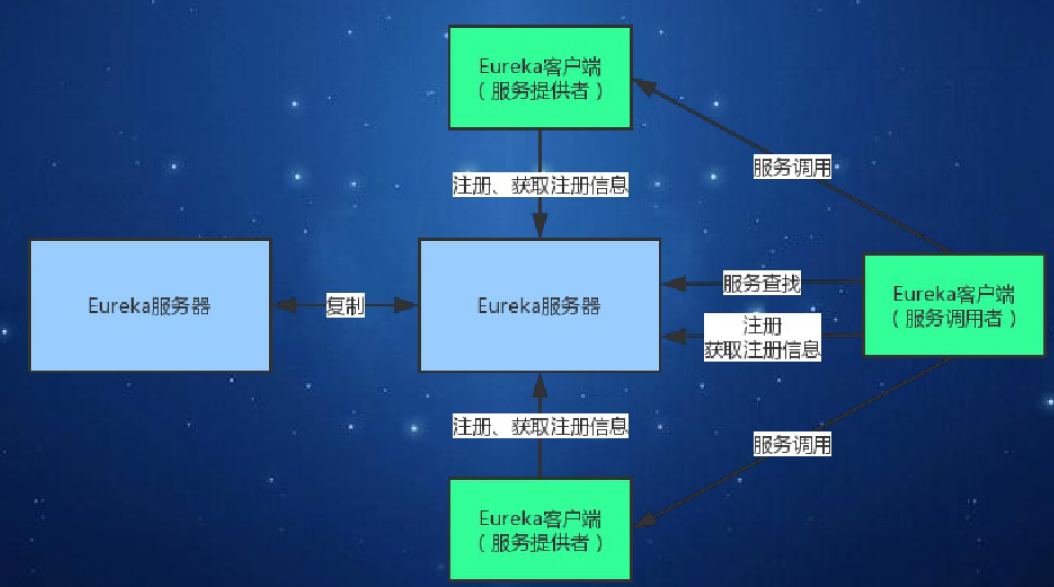 Eureka客户端
（服务提供者）
服务调用
注册、获取注册信息
Eureka服务器
复制
Eureka服务器
服务查找
注册
获取注册信息
Eureka客户端
（服务调用者）
注册、获取注册信息
服务调用
Eureka客户端
（服务提供者）